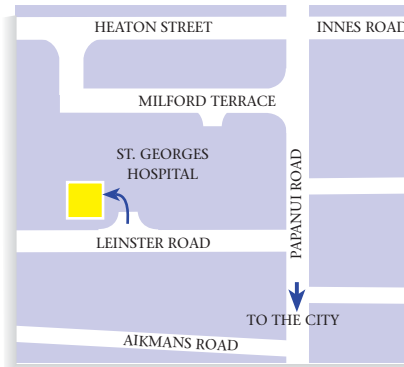 HEATON STREET
INNES ROAD
MILFORD TERRACE
ST. GEORGES
HOSPITAL
PAPANUI ROAD
LEINSTER ROAD
TO THE CITY
AIKMANS ROAD